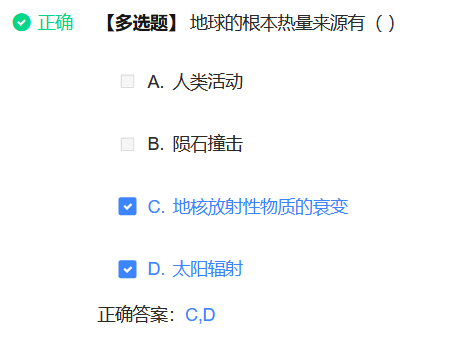 正确 【多选题】 地球的根本热量来源有（ ）
A. 人类活动
B. 陨石撞击
C. 地核放射性物质的衰变
D. 太阳辐射
正确答案：C,D